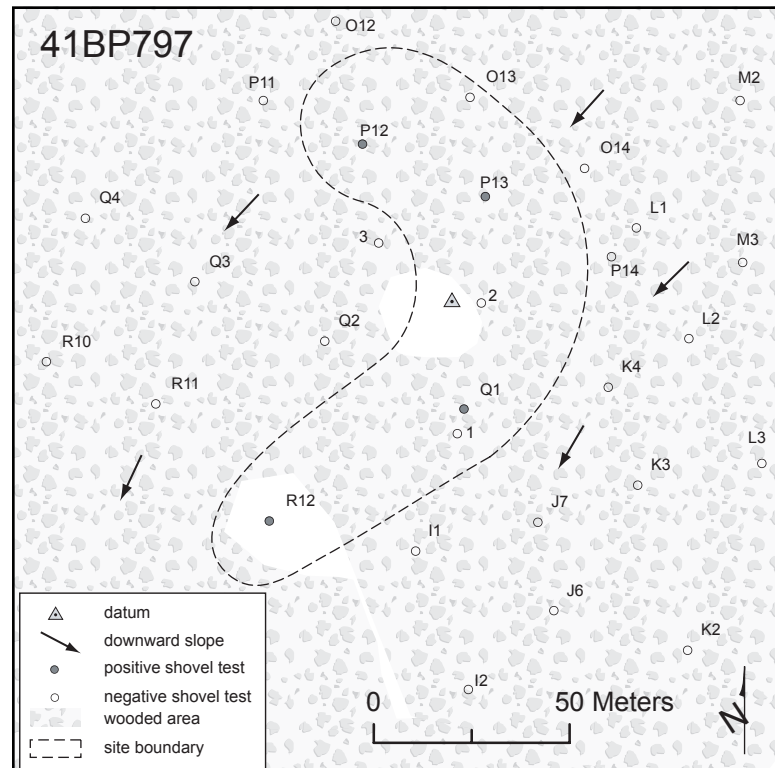 41BP797
O12
P11
O13
M2
P12
O14
P13
Q4
L1
3
P14
M3
Q3
2
Q2
L2
R10
R11
K4
Q1
1
L3
K3
R12
J7
I1
J6
K2
I2
datum
downward slope
positive shovel test
negative shovel test
wooded area
site boundary
0 50 Meters
N